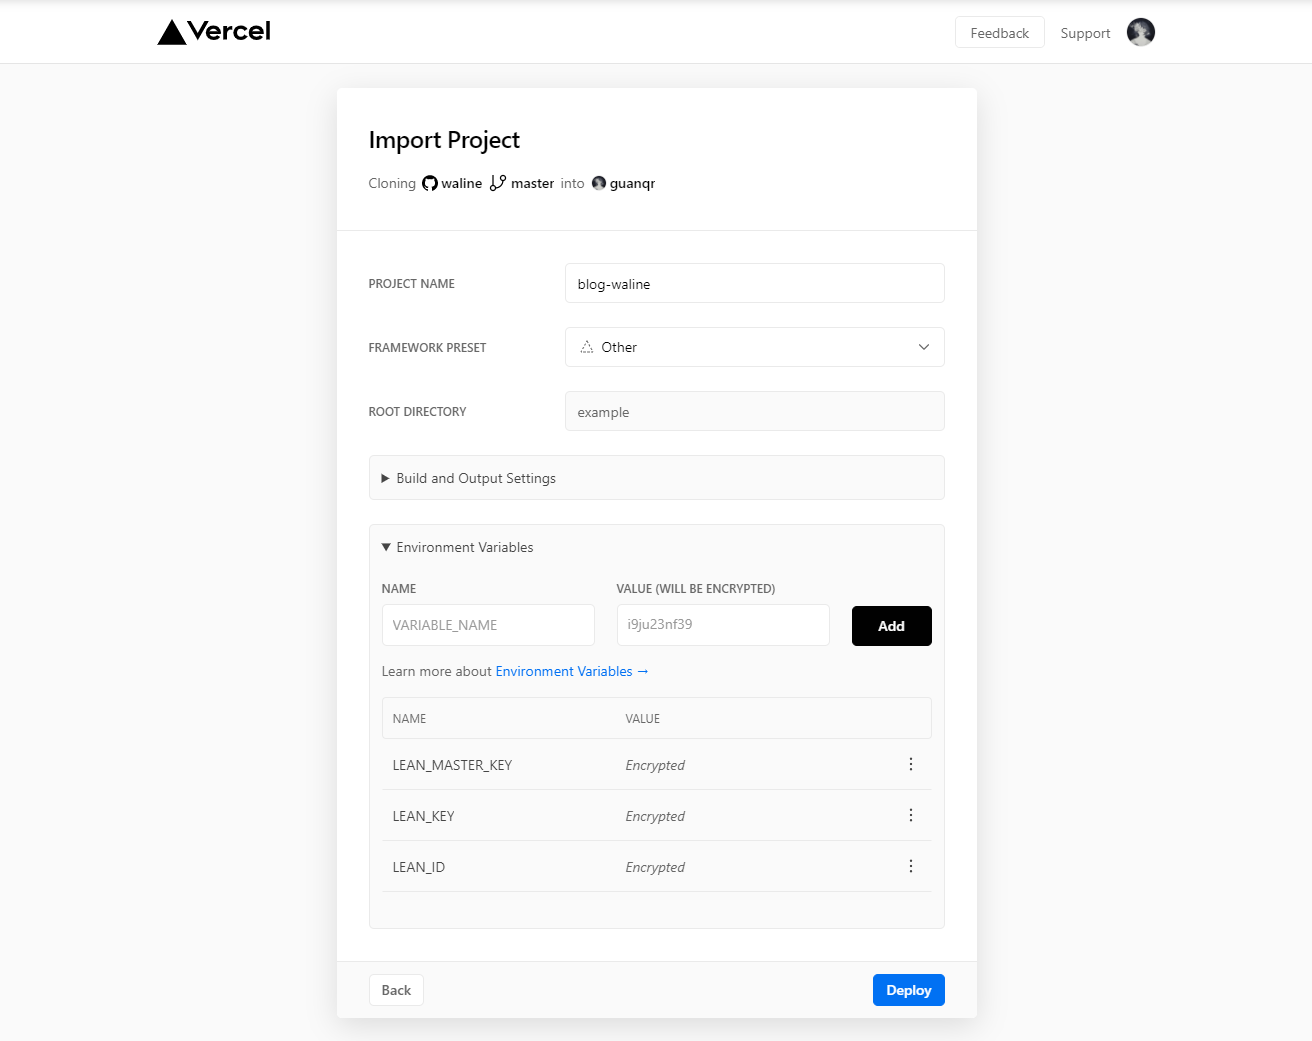 Vercel
Feedback Support
Import Project
Cloning waline master into guanqr
PROJECT NAME blog-waline
FRAMEWORK PRESET Other
ROOT DIRECTORY example
Build and Output Settings
Environment Variables
NAME VALUE (WILL BE ENCRYPTED)
VARIABLE_NAME i9ju23nf39 Add
Learn more about Environment Variables →
NAME VALUE
LEAN_MASTER_KEY Encrypted
LEAN_KEY Encrypted
LEAN_ID Encrypted
Back Deploy